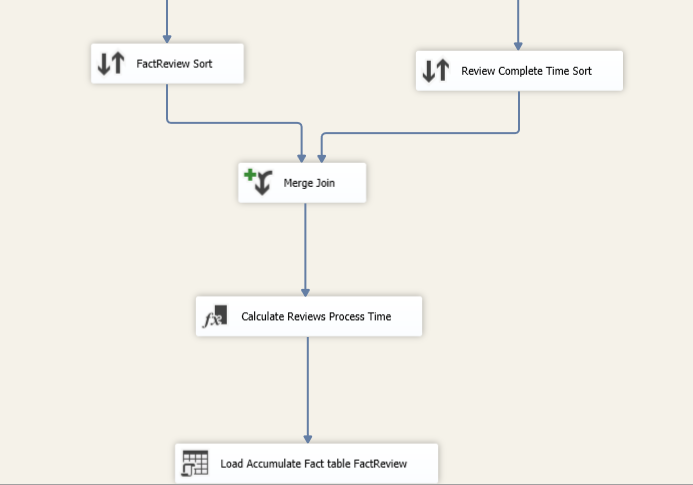 FactReview Sort
Review Complete Time Sort
Merge Join
Calculate Reviews Process Time
Load Accumulate Fact table FactReview